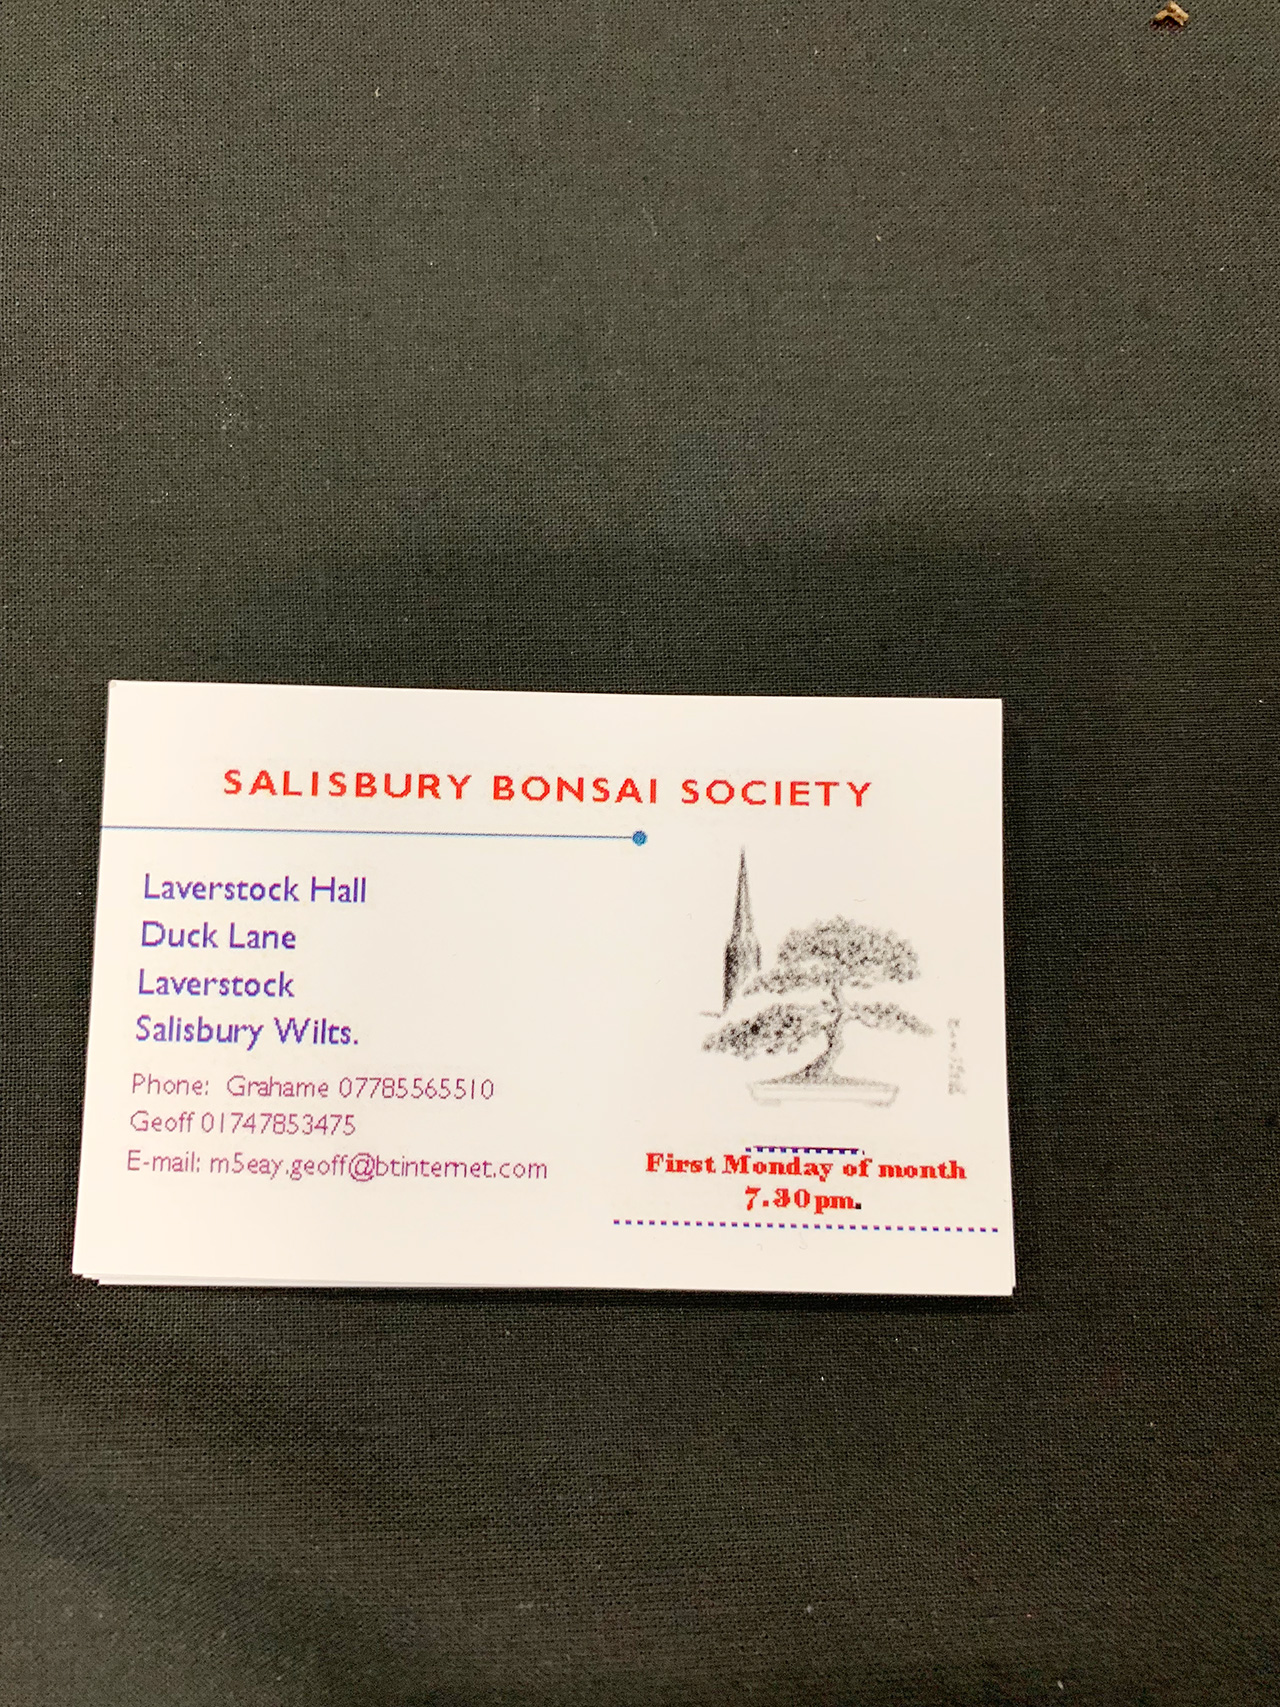 SALISBURY BONSAI SOCIETY
Laverstock Hall
Duck Lane
Laverstock
Salisbury Wilts.
Phone: Grahame 07785565510
Geoff 01747853475
E-mail: m5eay.geoff@btinternet.com
First Monday of month
7.30pm.